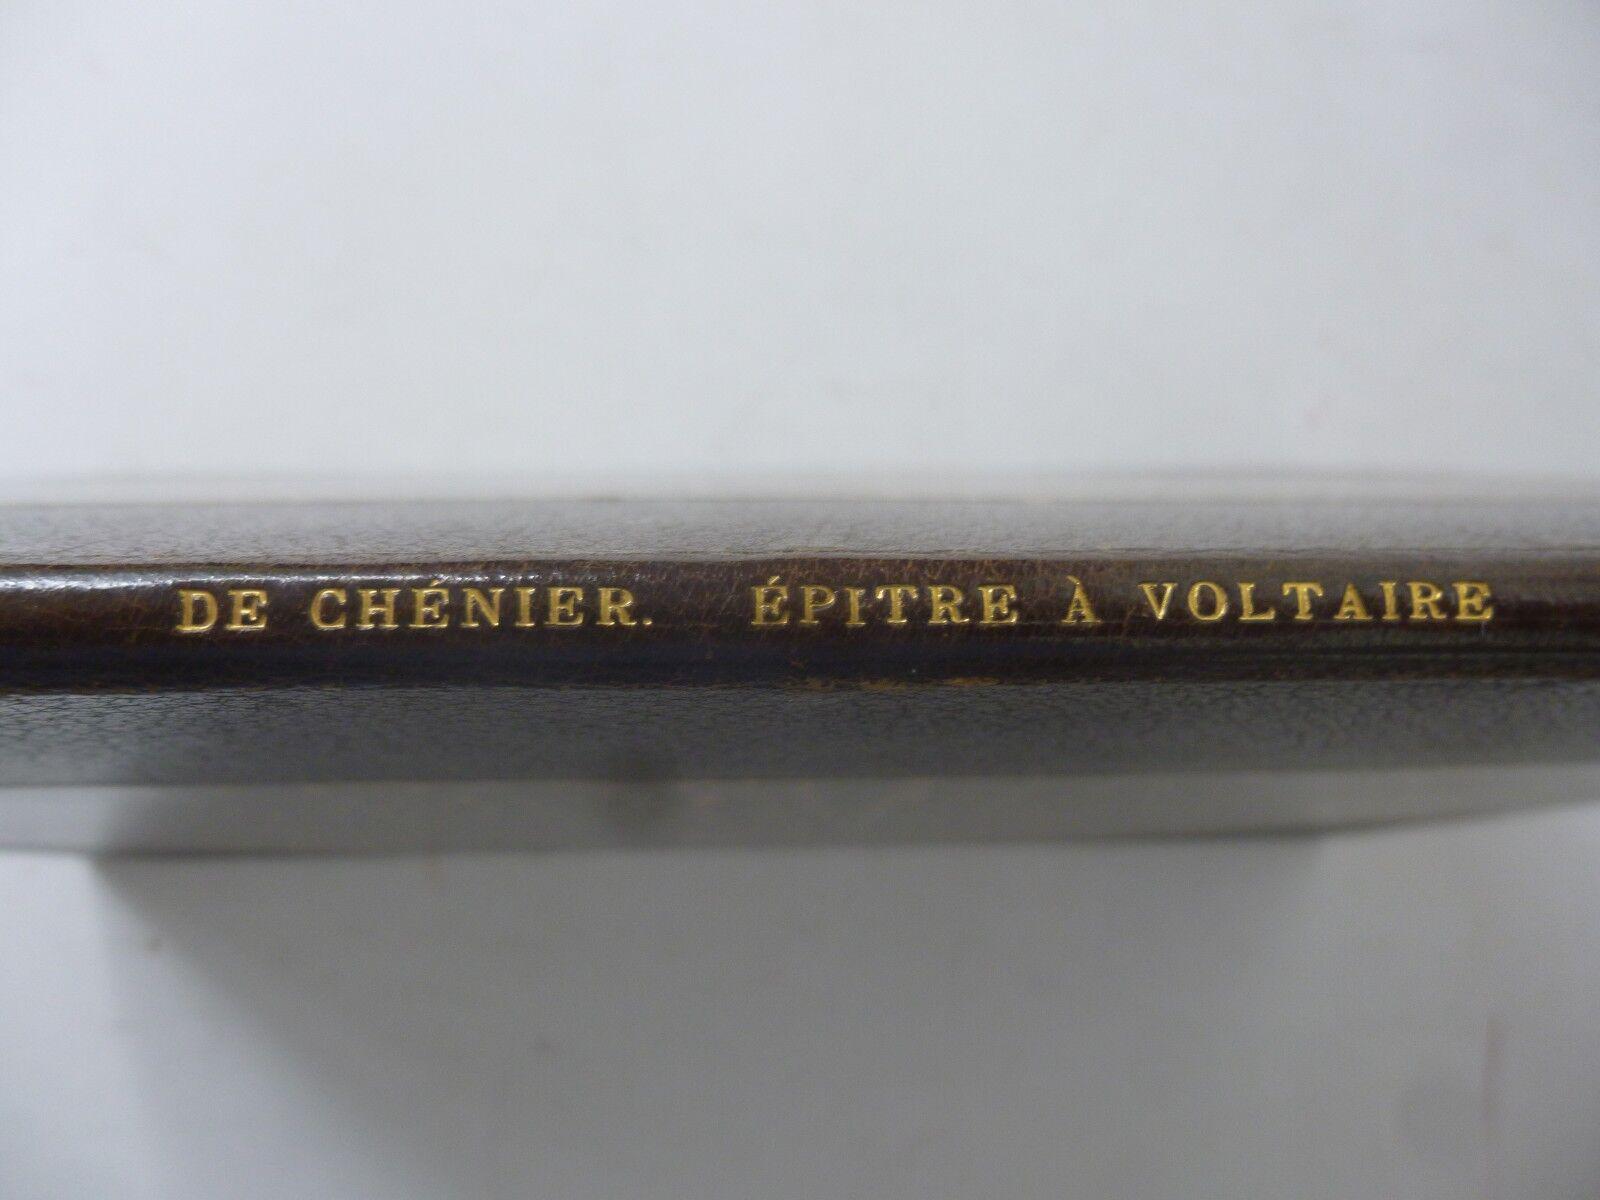 DE CHÉNIER. ÉPITRE À VOLTAIRE